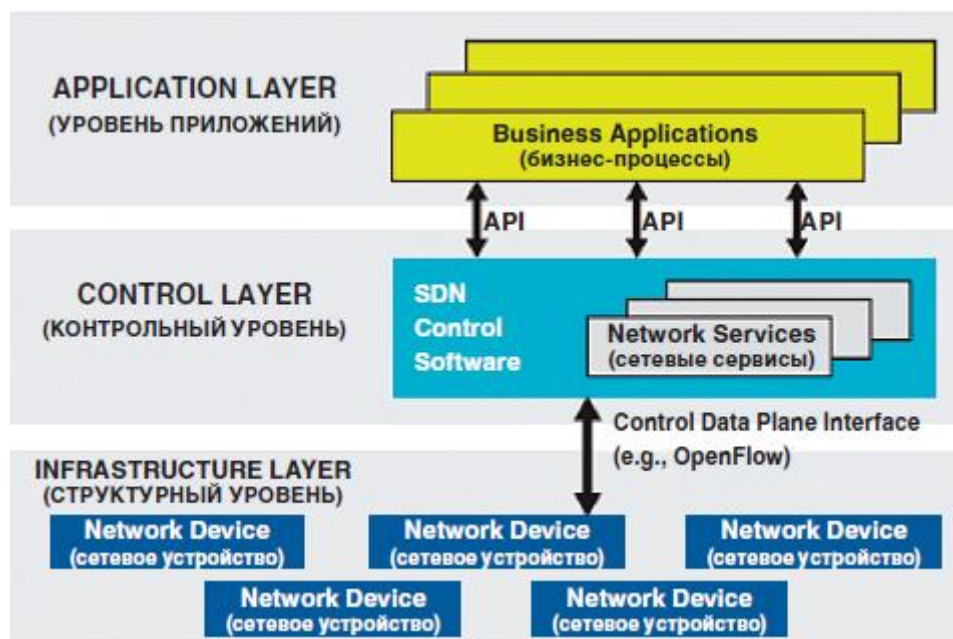 APPLICATION LAYER
(УРОВЕНЬ ПРИЛОЖЕНИЙ)
Business Applications
(бизнес-процессы)
API
API
API
CONTROL LAYER
(КОНТРОЛЬНЫЙ УРОВЕНЬ)
SDN
Control
Software
Network Services
(сетевые сервисы)
Control Data Plane Interface
(e.g., OpenFlow)
INFRASTRUCTURE LAYER
(СТРУКТУРНЫЙ УРОВЕНЬ)
Network Device
(сетевое устройство)
Network Device
(сетевое устройство)
Network Device
(сетевое устройство)
Network Device
(сетевое устройство)
Network Device
(сетевое устройство)